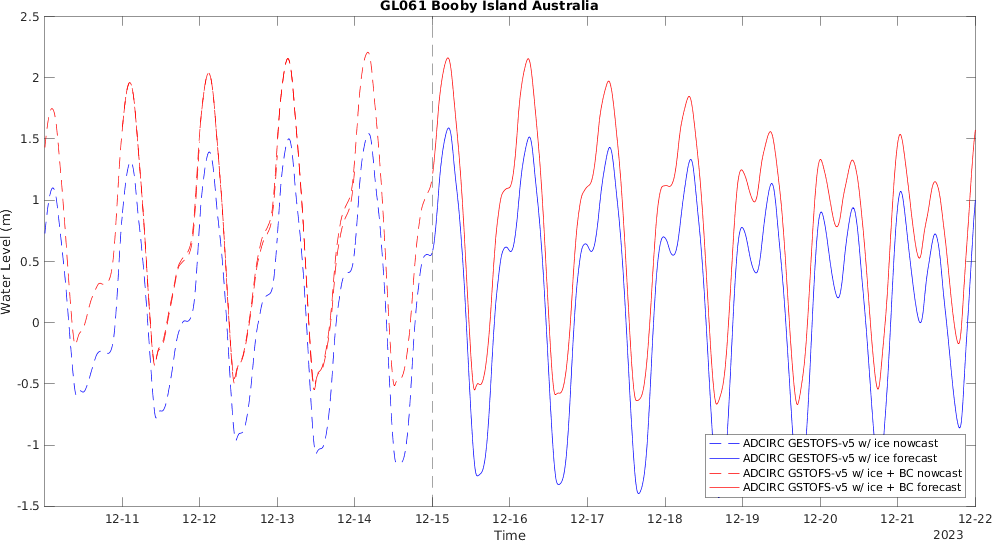 GL061 Booby Island Australia
2.5
2
1.5
1
0.5
0
-0.5
-1
-1.5
Water Level (m)
ADCIRC GESTOFS-v5 w/ ice nowcast
ADCIRC GESTOFS-v5 w/ ice forecast
ADCIRC GSTOFS-v5 w/ ice + BC nowcast
ADCIRC GSTOFS-v5 w/ ice + BC forecast
12-11 12-12 12-13 12-14 12-15 12-16 12-17 12-18 12-19 12-20 12-21 12-22
Time
2023